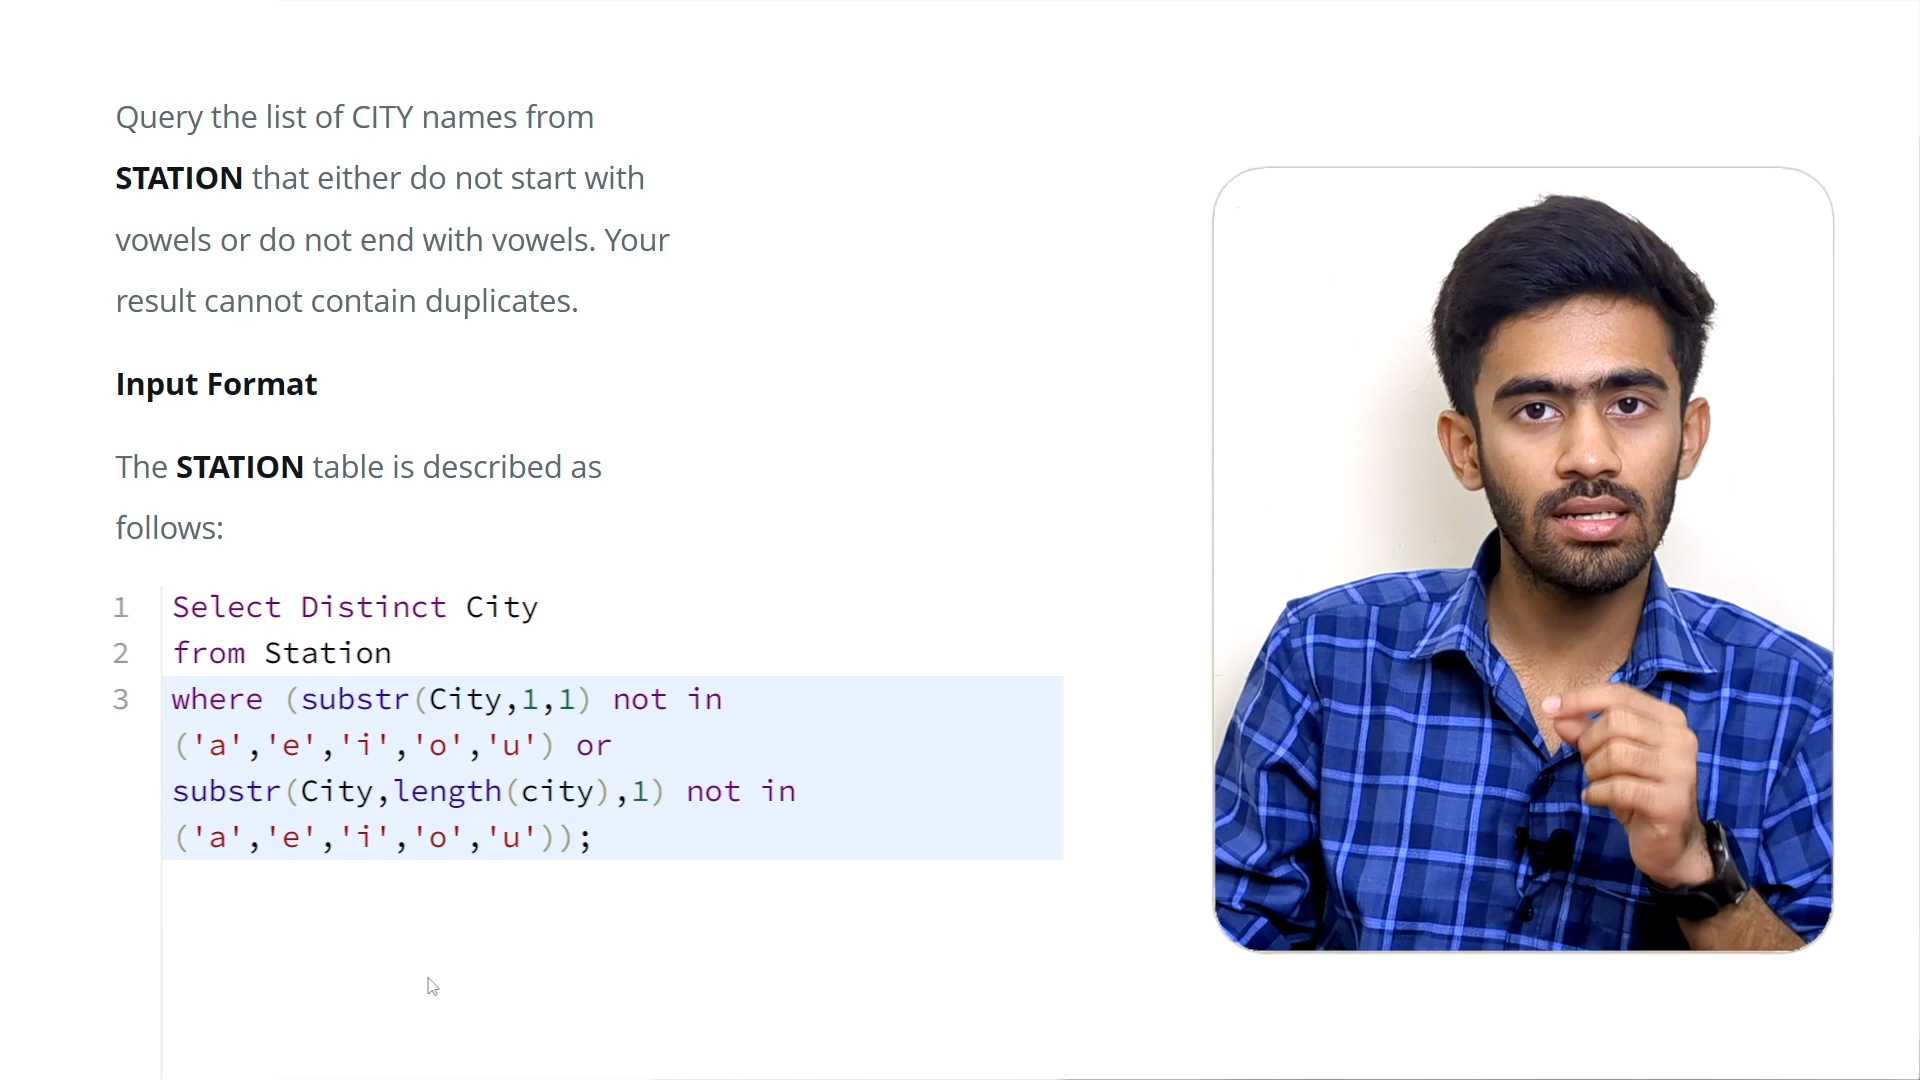 Query the list of CITY names from
STATION that either do not start with
vowels or do not end with vowels. Your
result cannot contain duplicates.
Input Format
The STATION table is described as
follows:
1 Select Distinct City
2 from Station
3 where (substr(City,1,1) not in
('a','e','i','o','u') or
substr(City,length(city),1) not in
('a','e','i','o','u'));